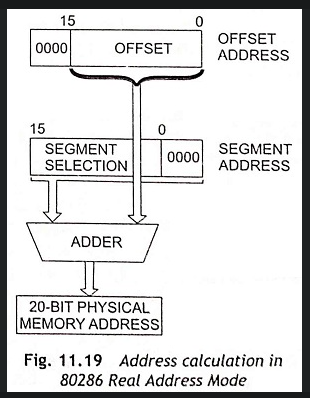 15 0
0000 OFFSET OFFSET ADDRESS
15 0
SEGMENT SELECTION 0000 SEGMENT ADDRESS
ADDER
20-BIT PHYSICAL
MEMORY ADDRESS
Fig. 11.19 Address calculation in
80286 Real Address Mode